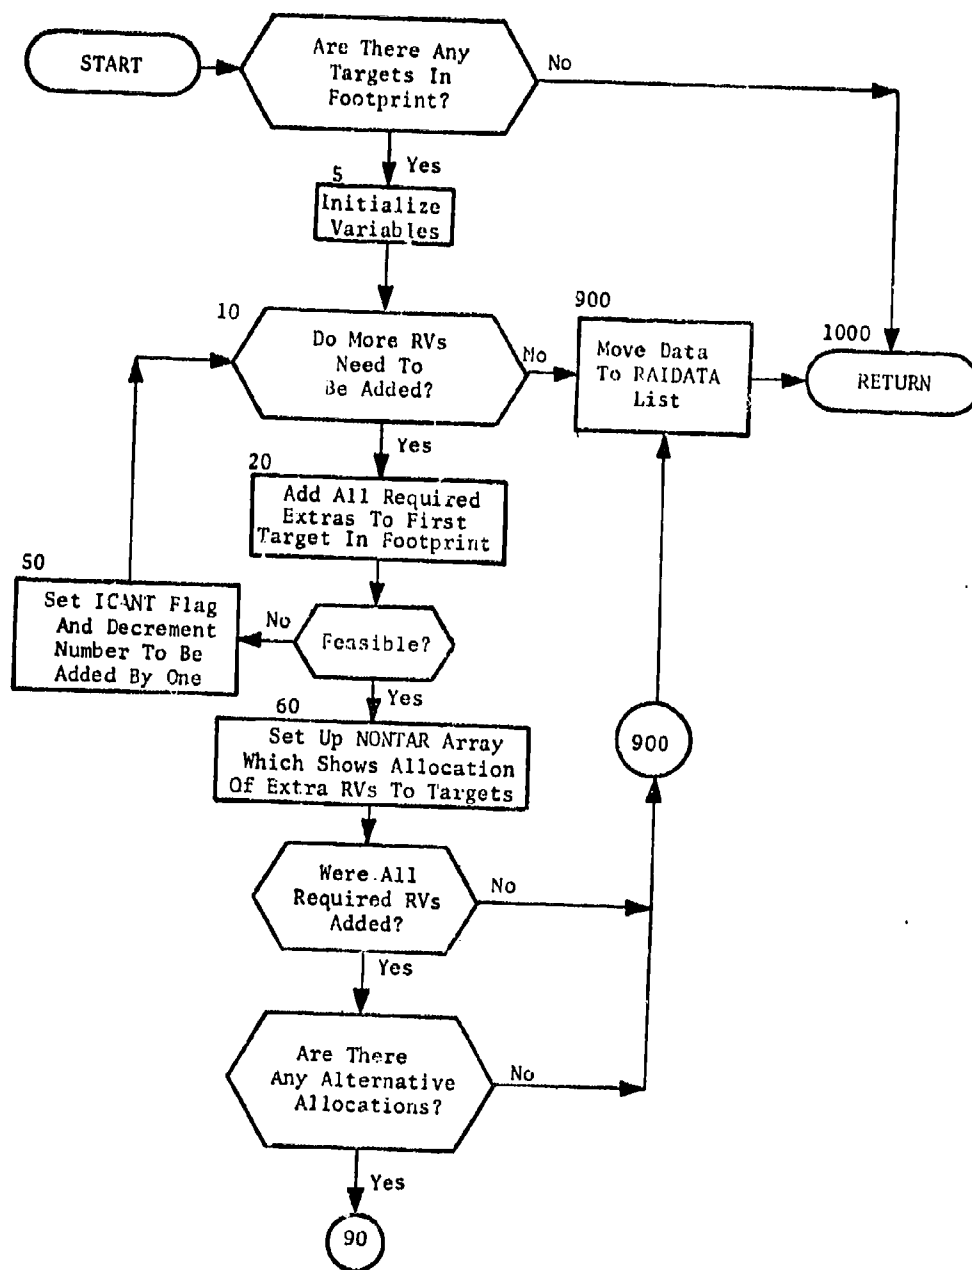 START
Are There Any
Targets In
Footprint?
No
Yes
5
Initialize
Variables
10
Do More RVs
Need To
Be Added?
No
900
Move Data
To RAIDATA
List
1000
RETURN
Yes
20
Add All Required
Extras To First
Target In Footprint
50
Set ICANT Flag
And Decrement
Number To Be
Added By One
No
Feasible?
Yes
60
Set Up NONTAR Array
Which Shows Allocation
Of Extra RVs To Targets
900
Were All
Required RVs
Added?
No
Yes
Are There
Any Alternative
Allocations?
No
Yes
90